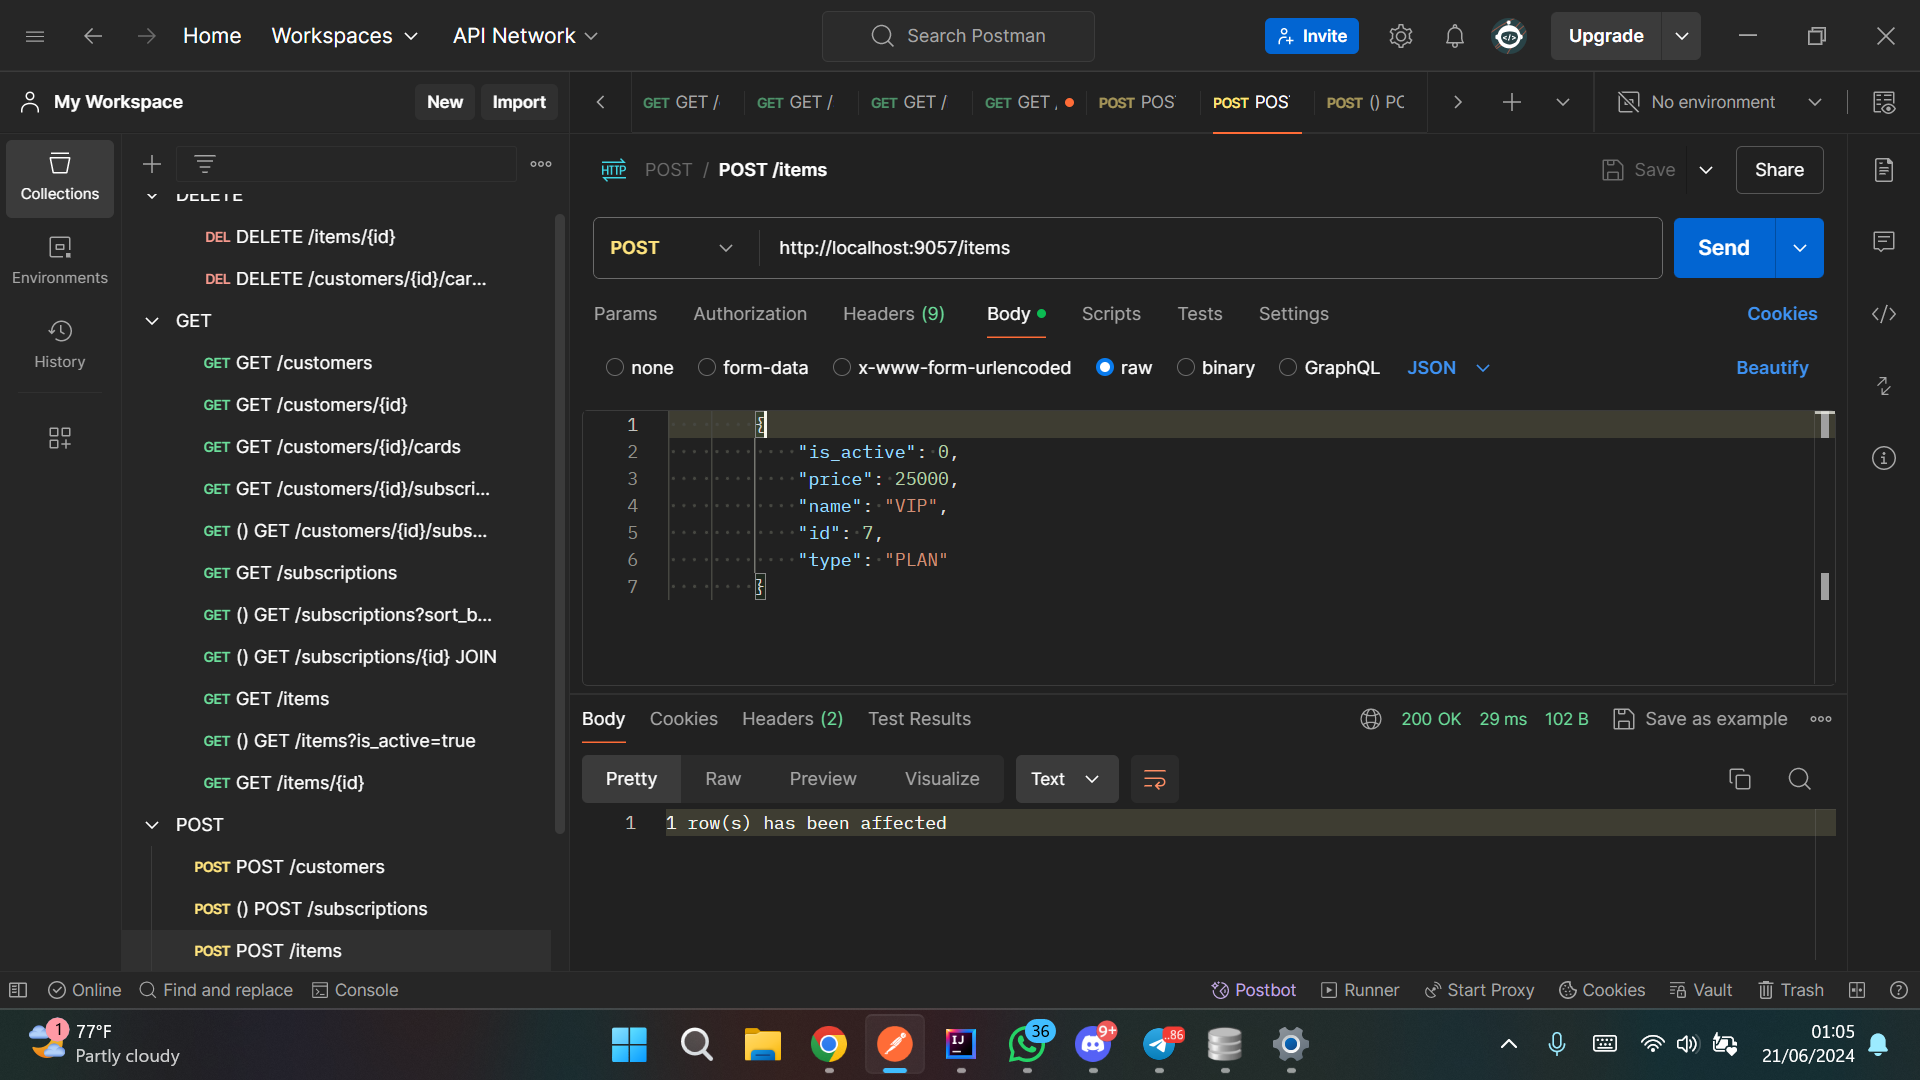 Home
Workspaces
API Network
Search Postman
Invite
Upgrade
My Workspace
New
Import
GET GET /
GET GET /
GET GET /
GET GET
POST POS
POST POS
POST () PC
No environment
Collections
Environments
History
DELETE
DEL DELETE /items/{id}
DEL DELETE /customers/{id}/car...
GET
GET GET /customers
GET GET /customers/{id}
GET GET /customers/{id}/cards
GET GET /customers/{id}/subscri...
GET () GET /customers/{id}/subs...
GET GET /subscriptions
GET () GET /subscriptions?sort_b...
GET () GET /subscriptions/{id} JOIN
GET GET /items
GET () GET /items?is_active=true
GET GET /items/{id}
POST
POST POST /customers
POST () POST /subscriptions
POST POST /items
HTTP POST / POST /items
Save
Share
POST
http://localhost:9057/items
Send
Params
Authorization
Headers (9)
Body
Scripts
Tests
Settings
Cookies
none
form-data
x-www-form-urlencoded
raw
binary
GraphQL
JSON
Beautify
1 {
2 "is_active": 0,
3 "price": 25000,
4 "name": "VIP",
5 "id": 7,
6 "type": "PLAN"
7 }
Body
Cookies
Headers (2)
Test Results
200 OK
29 ms
102 B
Save as example
Pretty
Raw
Preview
Visualize
Text
1 1 row(s) has been affected
Online
Find and replace
Console
Postbot
Runner
Start Proxy
Cookies
Vault
Trash
1
77°F
Partly cloudy
IJ
36
9+
..86
01:05
21/06/2024